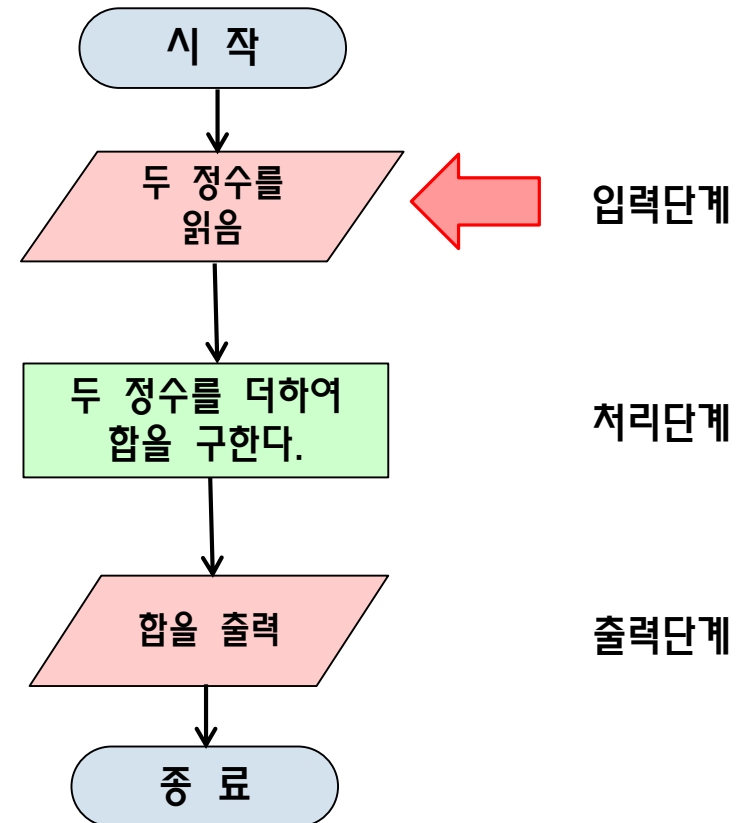 시 작
두 정수를
읽음
입력단계
두 정수를 더하여
합을 구한다.
처리단계
합을 출력
출력단계
종 료